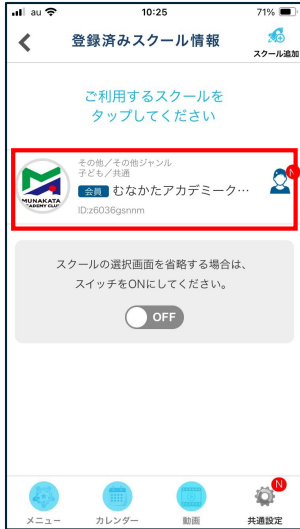 au 10:25 71%
登録済みスクール情報
スクール追加
ご利用するスクールを
タップしてください
その他／その他ジャンル
子ども／共通
会員 むなかたアカデミーク…
N
MUNAKATA
ACADEMY CLUB
ID:z6036gsnnm
スクールの選択画面を省略する場合は、
スイッチをONにしてください。
OFF
N
メニュー カレンダー 動画 共通設定